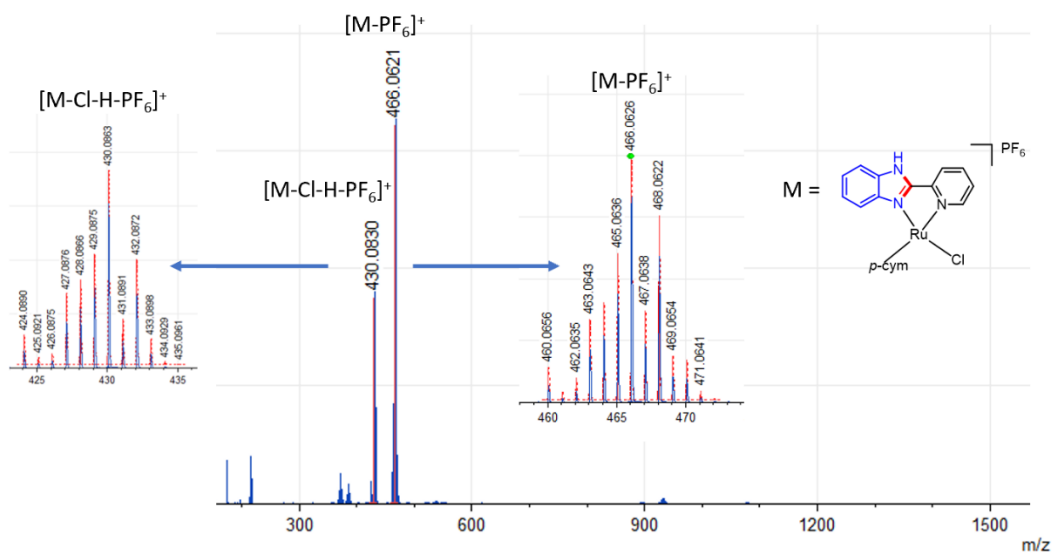 [M-PF6]+
466.0621
[M-Cl-H-PF6]+
430.0830
[M-Cl-H-PF6]+
424.0890
425.0921
426.0875
427.0876
428.0866
429.0875
430.0863
431.0891
432.0872
433.0898
434.0929
435.0961
425 430 435
[M-PF6]+
460.0656
462.0635
463.0643
465.0636
466.0626
467.0638
468.0622
469.0654
471.0641
460 465 470
M =
H
N
N
N
Ru
p-cym
Cl
PF6
300 600 900 1200 1500
m/z